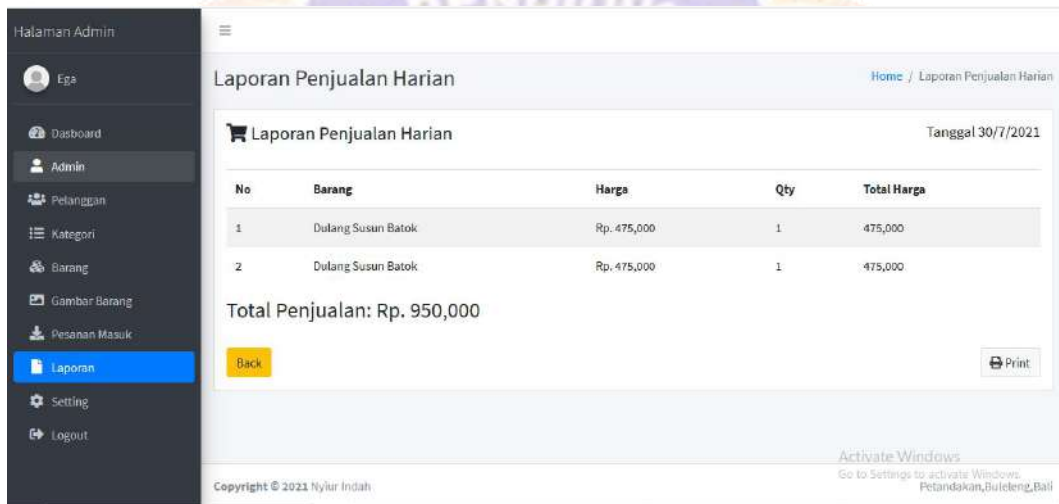 Halaman Admin
Ega
Dasboard
Admin
Pelanggan
Kategori
Barang
Gambar Barang
Pesanan Masuk
Laporan
Setting
Logout
Laporan Penjualan Harian
Home / Laporan Penjualan Harian
Laporan Penjualan Harian
Tanggal 30/7/2021
No Barang Harga Qty Total Harga
1 Dulang Susun Batok Rp. 475,000 1 475,000
2 Dulang Susun Batok Rp. 475,000 1 475,000
Total Penjualan: Rp. 950,000
Back
Print
Activate Windows
Go to Settings to activate Windows.
Copyright © 2021 Nyiur Indah
Petandakan,Buleleng,Bali